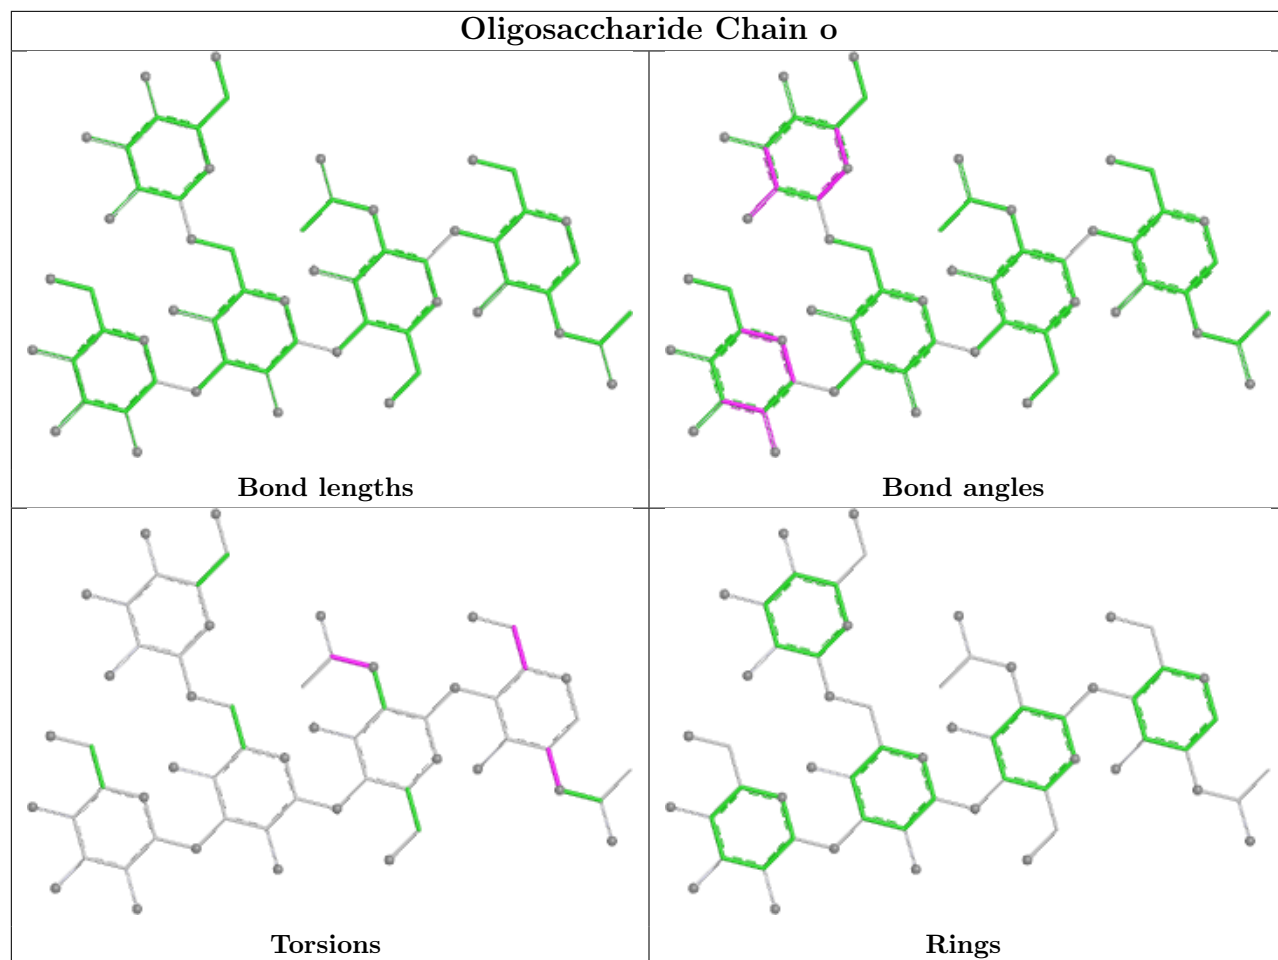 Oligosaccharide Chain o
Bond lengths
Bond angles
Torsions
Rings